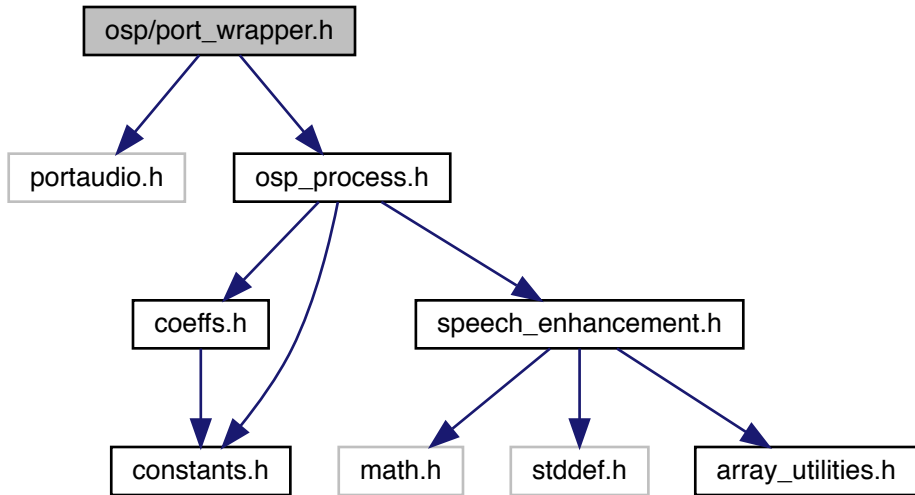 osp/port_wrapper.h
portaudio.h
osp_process.h
coeffs.h
speech_enhancement.h
constants.h
math.h
stddef.h
array_utilities.h